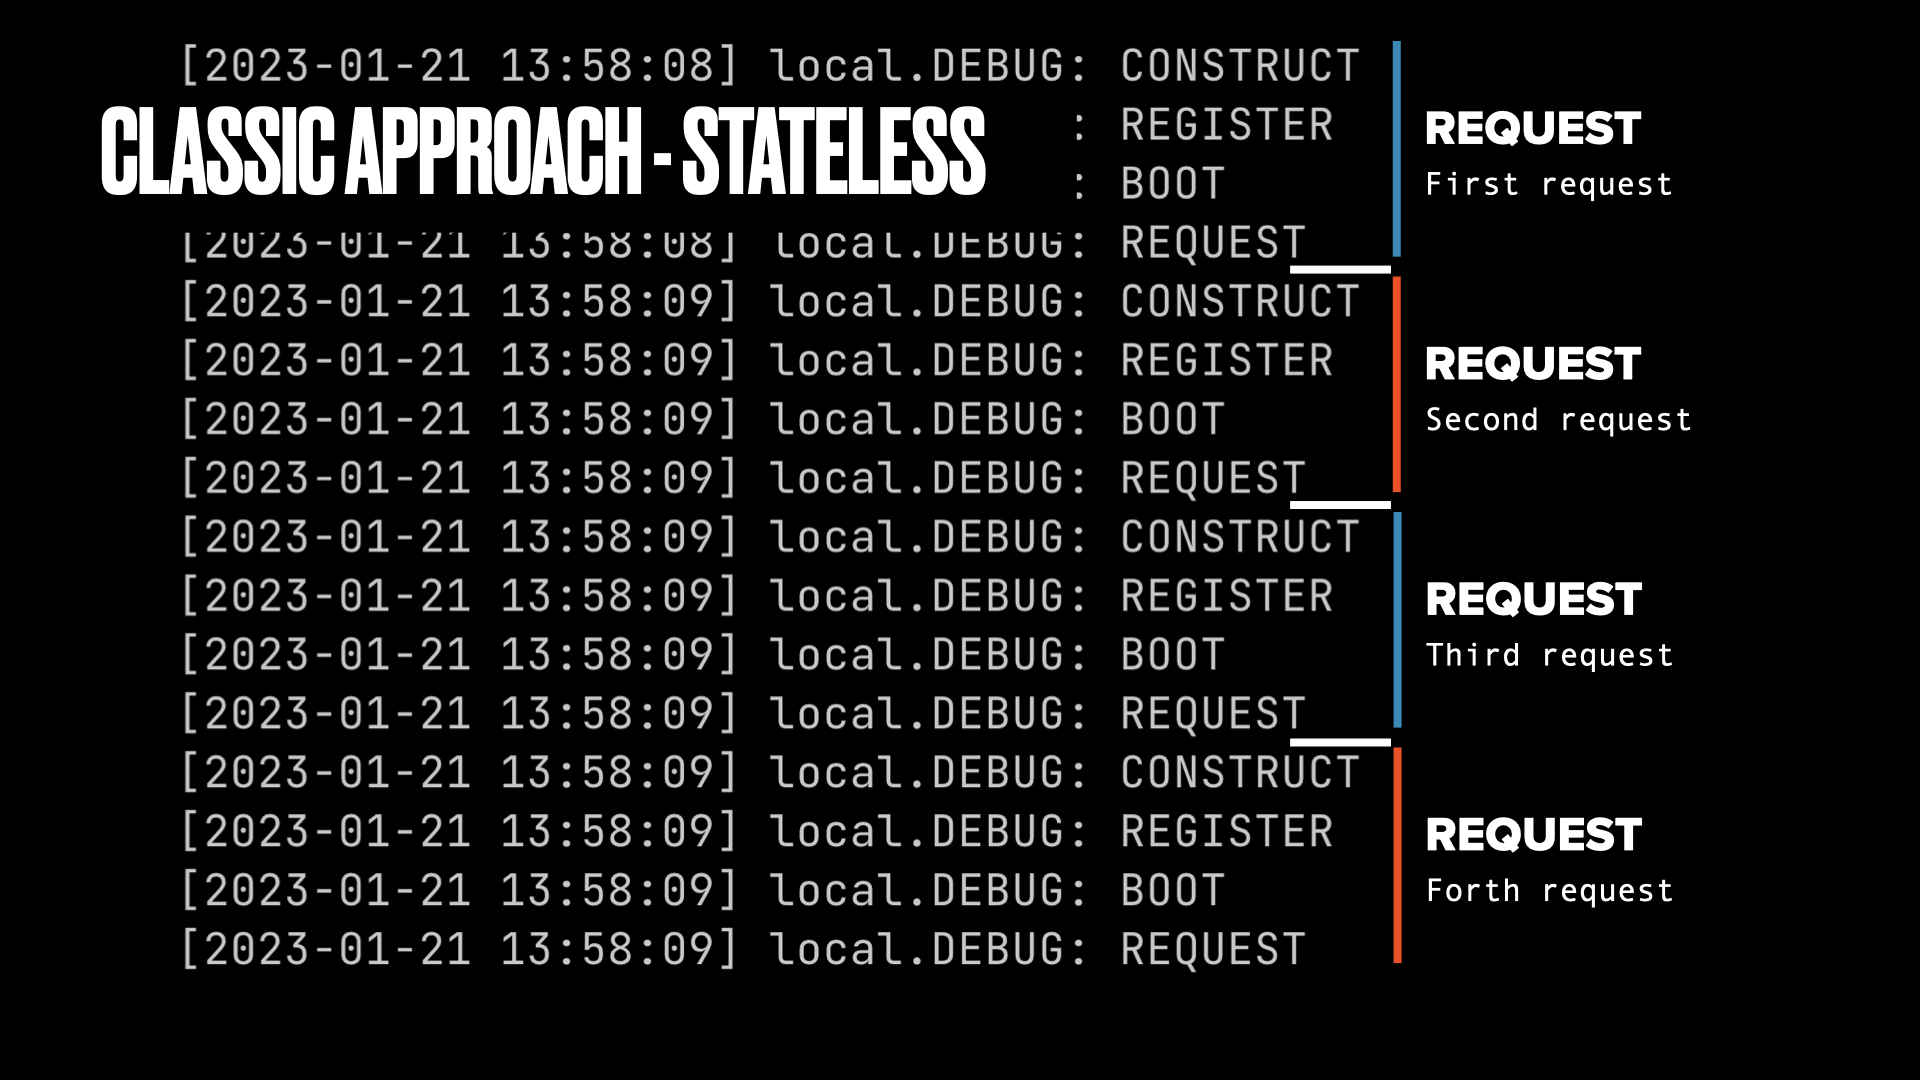 [2023-01-21 13:58:08] local.DEBUG: CONSTRUCT
CLASSIC APPROACH - STATELESS
: REGISTER
: BOOT
[2023-01-21 13:58:08] local.DEBUG: REQUEST
REQUEST
First request
[2023-01-21 13:58:09] local.DEBUG: CONSTRUCT
[2023-01-21 13:58:09] local.DEBUG: REGISTER
[2023-01-21 13:58:09] local.DEBUG: BOOT
[2023-01-21 13:58:09] local.DEBUG: REQUEST
REQUEST
Second request
[2023-01-21 13:58:09] local.DEBUG: CONSTRUCT
[2023-01-21 13:58:09] local.DEBUG: REGISTER
[2023-01-21 13:58:09] local.DEBUG: BOOT
[2023-01-21 13:58:09] local.DEBUG: REQUEST
REQUEST
Third request
[2023-01-21 13:58:09] local.DEBUG: CONSTRUCT
[2023-01-21 13:58:09] local.DEBUG: REGISTER
[2023-01-21 13:58:09] local.DEBUG: BOOT
[2023-01-21 13:58:09] local.DEBUG: REQUEST
REQUEST
Forth request